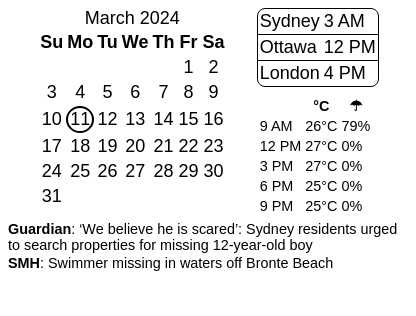 March 2024
Su Mo Tu We Th Fr Sa
1 2
3 4 5 6 7 8 9
10 11 12 13 14 15 16
17 18 19 20 21 22 23
24 25 26 27 28 29 30
31
Sydney 3 AM
Ottawa 12 PM
London 4 PM
°C ☂
9 AM 26°C 79%
12 PM 27°C 0%
3 PM 27°C 0%
6 PM 25°C 0%
9 PM 25°C 0%
Guardian: ‘We believe he is scared’: Sydney residents urged
to search properties for missing 12-year-old boy
SMH: Swimmer missing in waters off Bronte Beach